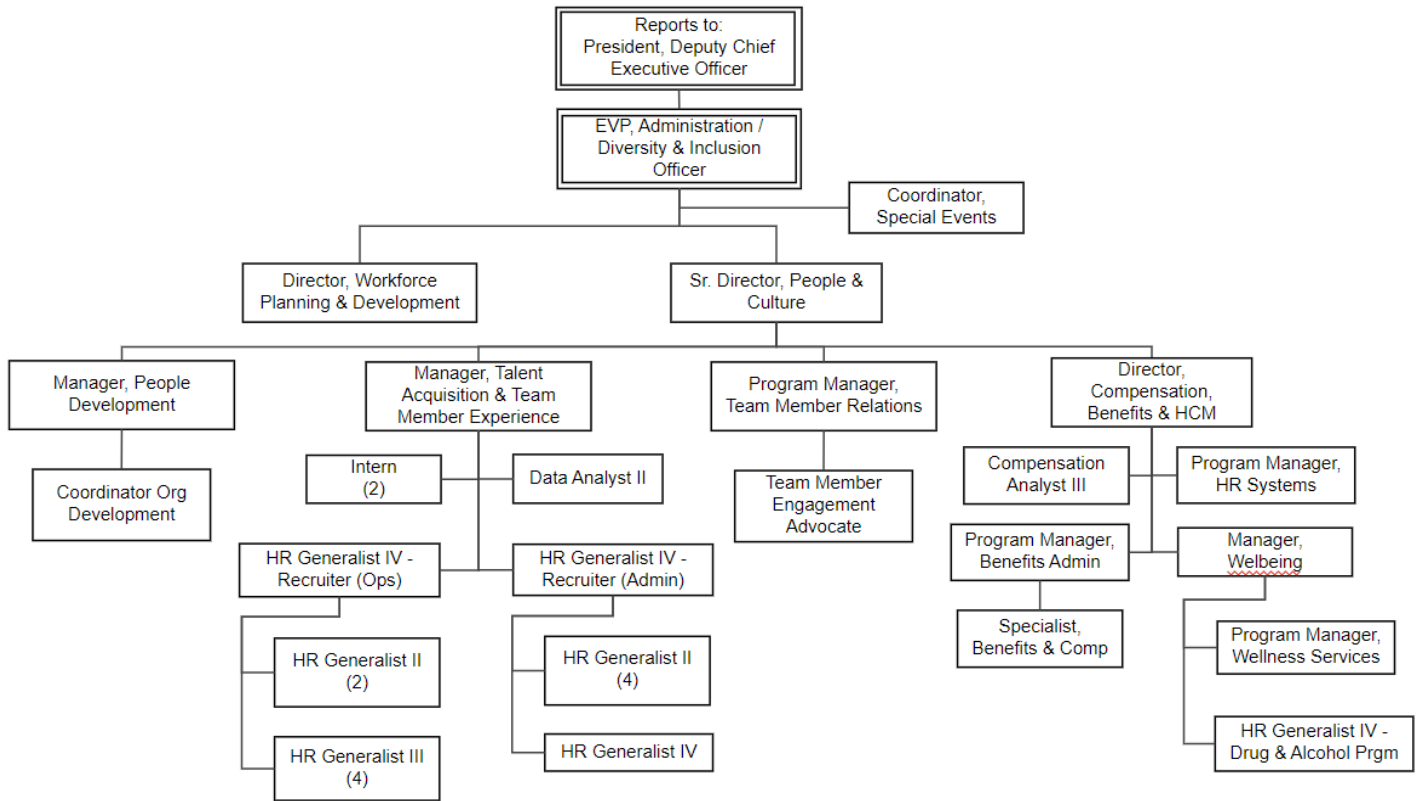 Reports to:
President, Deputy Chief
Executive Officer
EVP, Administration /
Diversity & Inclusion
Officer
Coordinator,
Special Events
Director, Workforce
Planning & Development
Sr. Director, People &
Culture
Manager, People
Development
Manager, Talent
Acquisition & Team
Member Experience
Program Manager,
Team Member Relations
Director,
Compensation,
Benefits & HCM
Coordinator Org
Development
Intern
(2)
Data Analyst II
Team Member
Engagement
Advocate
Compensation
Analyst III
Program Manager,
HR Systems
HR Generalist IV -
Recruiter (Ops)
HR Generalist IV -
Recruiter (Admin)
Program Manager,
Benefits Admin
Manager,
Welbeing
HR Generalist II
(2)
HR Generalist II
(4)
Specialist,
Benefits & Comp
Program Manager,
Wellness Services
HR Generalist III
(4)
HR Generalist IV
HR Generalist IV -
Drug & Alcohol Prgm